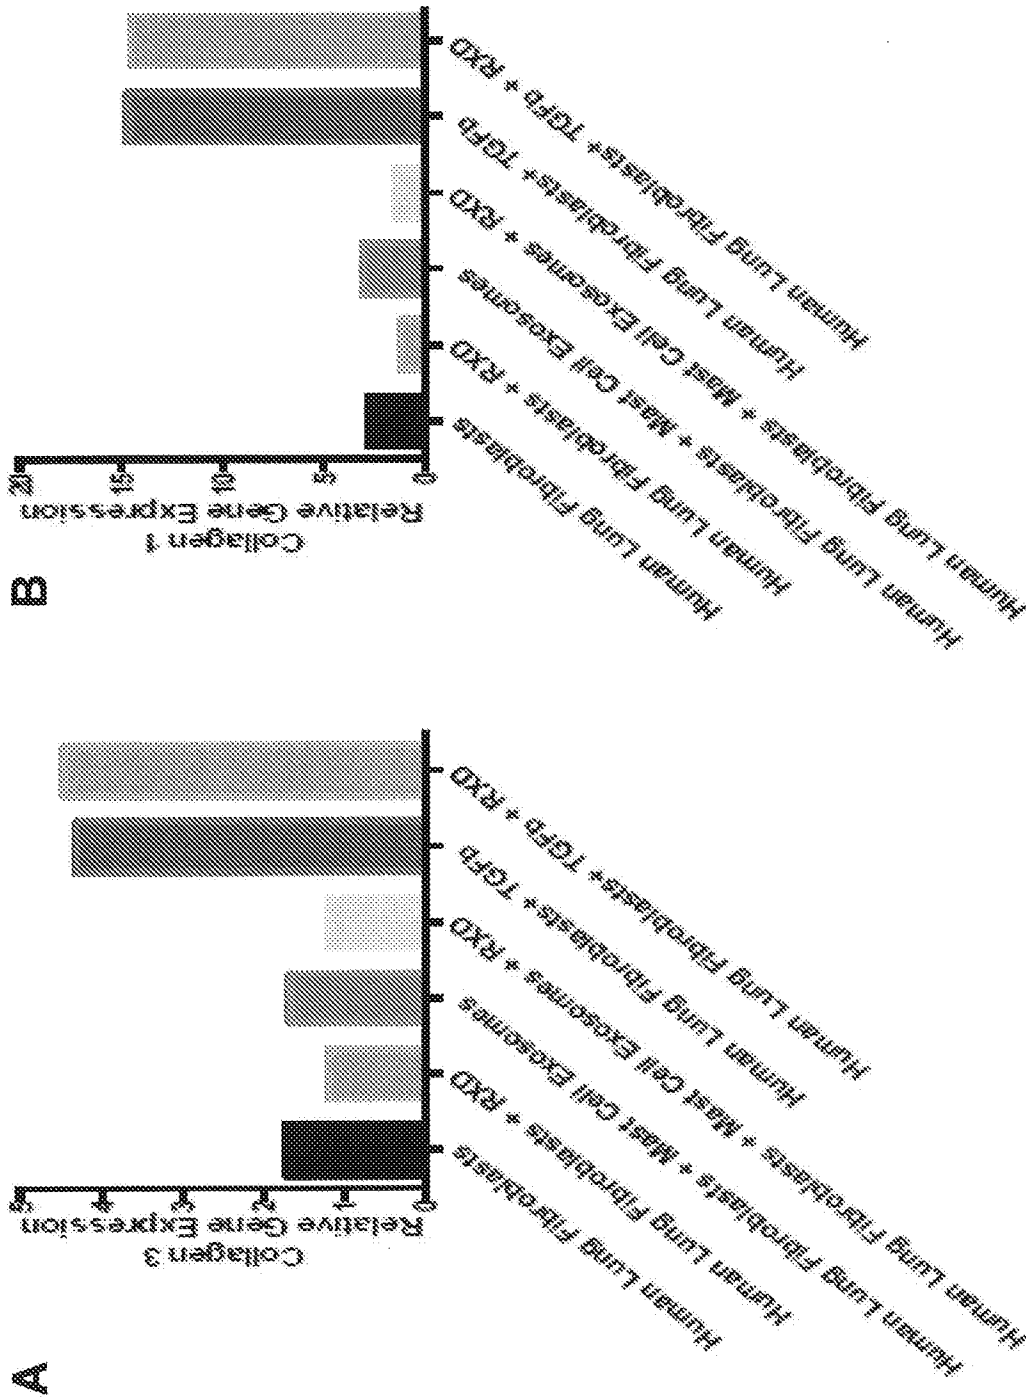 A
Collagen 3
Relative Gene Expression
5
4
3
2
1
0
Human Lung Fibroblasts
Human Lung Fibroblasts + RXD
Human Lung Fibroblasts + Mast Cell Exosomes
Human Lung Fibroblasts + Mast Cell Exosomes + RXD
Human Lung Fibroblasts+ TGFb
Human Lung Fibroblasts+ TGFb + RXD
B
Collagen 1
Relative Gene Expression
20
15
10
5
0
Human Lung Fibroblasts
Human Lung Fibroblasts + RXD
Human Lung Fibroblasts + Mast Cell Exosomes
Human Lung Fibroblasts + Mast Cell Exosomes + RXD
Human Lung Fibroblasts+ TGFb
Human Lung Fibroblasts+ TGFb + RXD